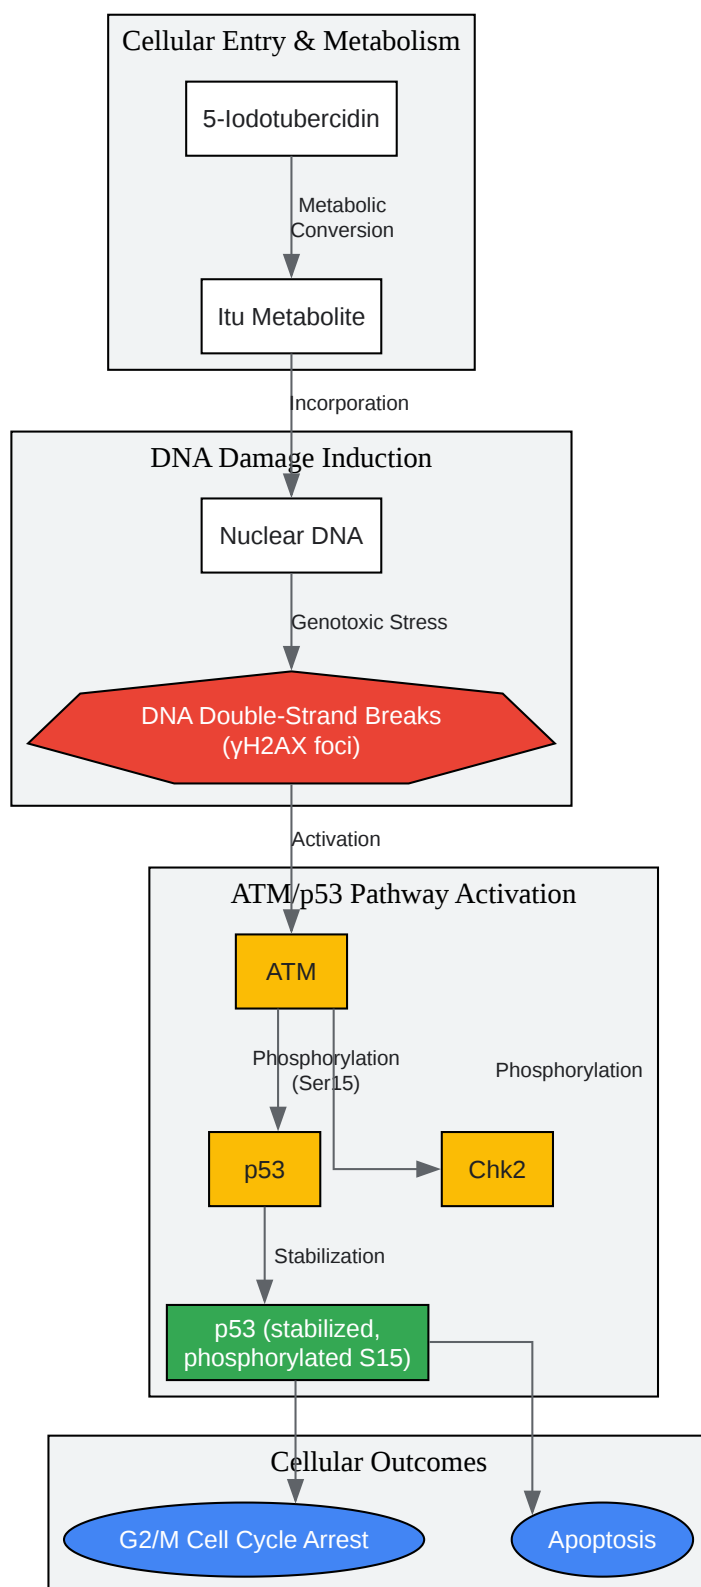 Cellular Entry & Metabolism
5-Iodotubercidin
Metabolic
Conversion
Itu Metabolite
Incorporation
DNA Damage Induction
Nuclear DNA
Genotoxic Stress
DNA Double-Strand Breaks
(γH2AX foci)
Activation
ATM/p53 Pathway Activation
ATM
Phosphorylation
(Ser15)
Phosphorylation
p53
Chk2
Stabilization
p53 (stabilized,
phosphorylated S15)
Cellular Outcomes
G2/M Cell Cycle Arrest
Apoptosis